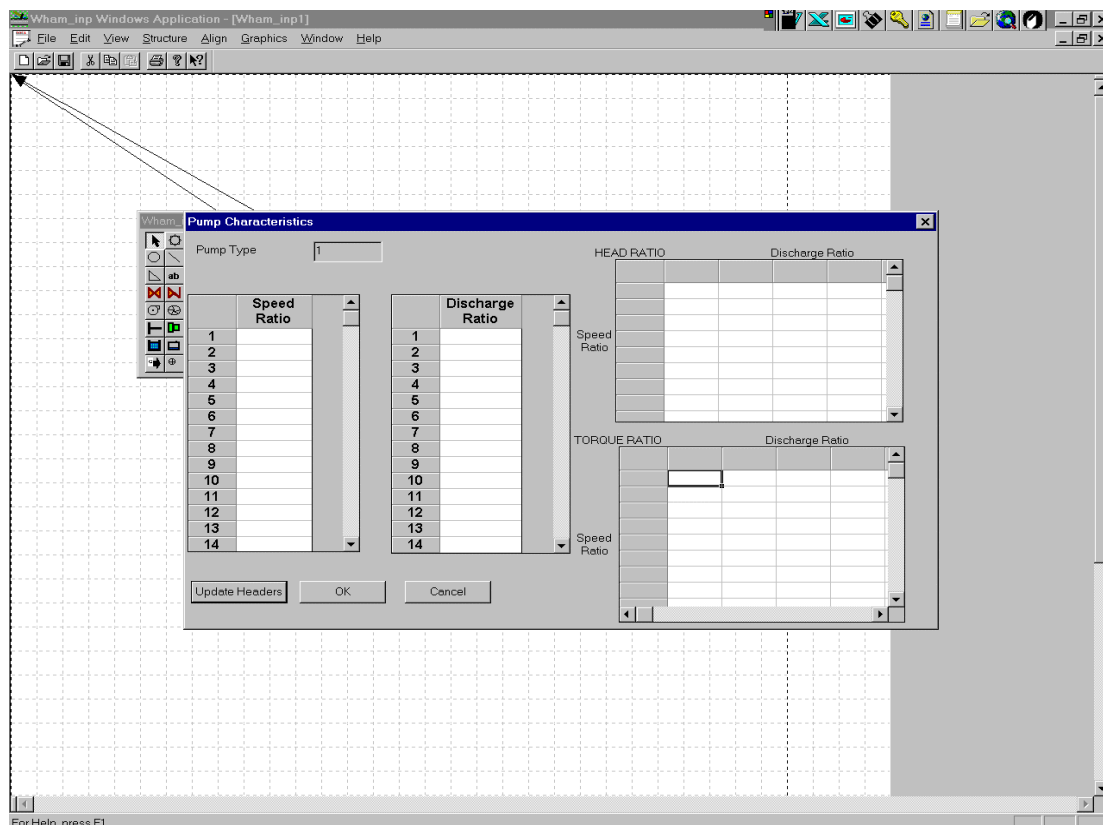 Wham_inp Windows Application - [Wham_inp1]
File Edit View Structure Align Graphics Window Help
Wham_
Pump Characteristics
Pump Type 1
HEAD RATIO Discharge Ratio
Speed Ratio
Discharge Ratio
Speed Ratio
1 1
2 2
3 3
4 4
5 5
6 6
7 7
8 8
9 9
10 10
11 11
12 12
13 13
14 14
TORQUE RATIO Discharge Ratio
Speed Ratio
ab
Update Headers OK Cancel
For Help, press F1